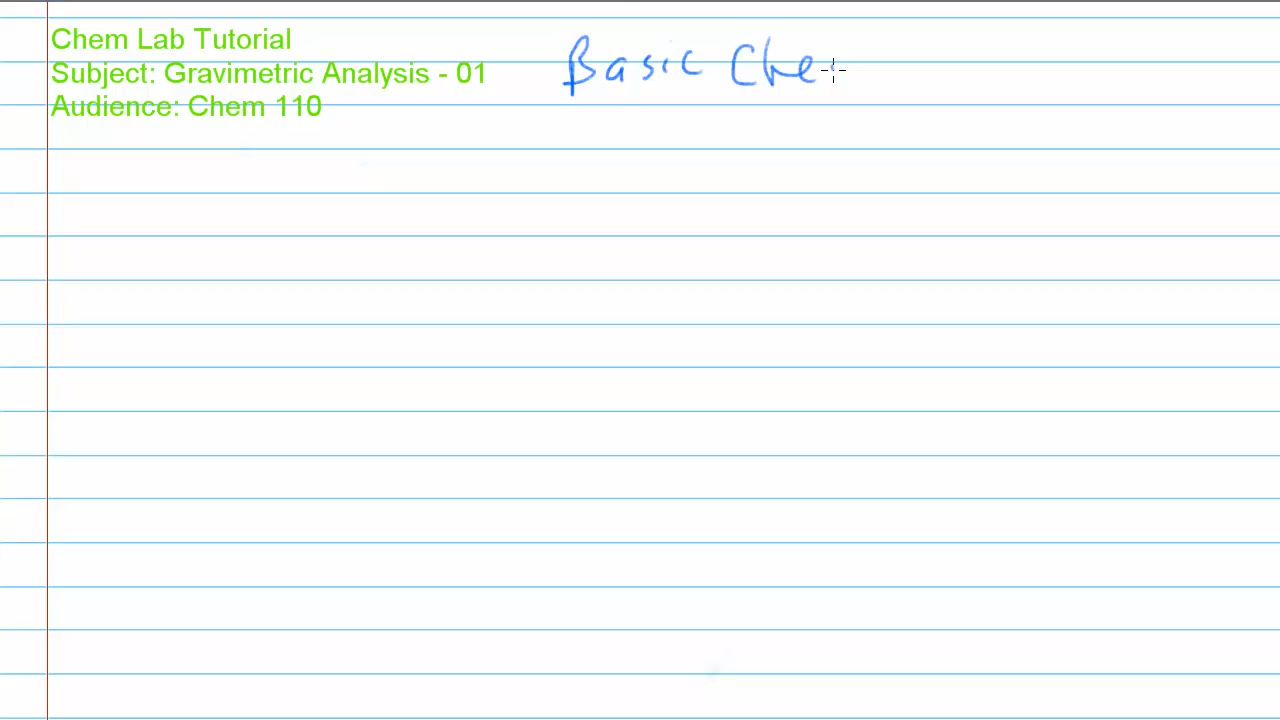 Chem Lab Tutorial
Subject: Gravimetric Analysis - 01
Audience: Chem 110
Basic Che